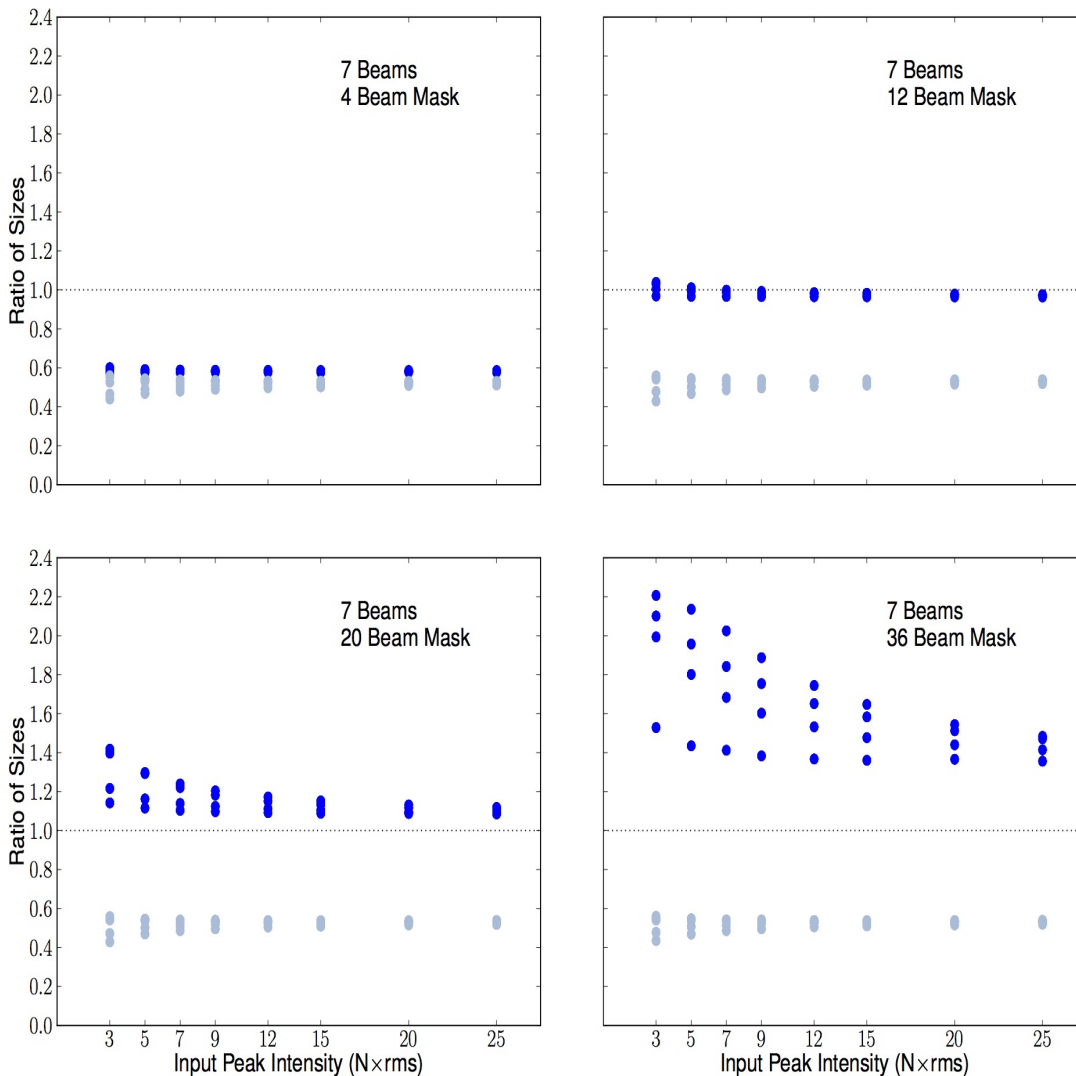 2.4
2.2
2.0
1.8
1.6
1.4
1.2
1.0
0.8
0.6
0.4
0.2
0.0
Ratio of Sizes
7 Beams
4 Beam Mask
7 Beams
12 Beam Mask
2.4
2.2
2.0
1.8
1.6
1.4
1.2
1.0
0.8
0.6
0.4
0.2
0.0
Ratio of Sizes
7 Beams
20 Beam Mask
3 5 7 9 12 15 20 25
Input Peak Intensity (N×rms)
7 Beams
36 Beam Mask
3 5 7 9 12 15 20 25
Input Peak Intensity (N×rms)